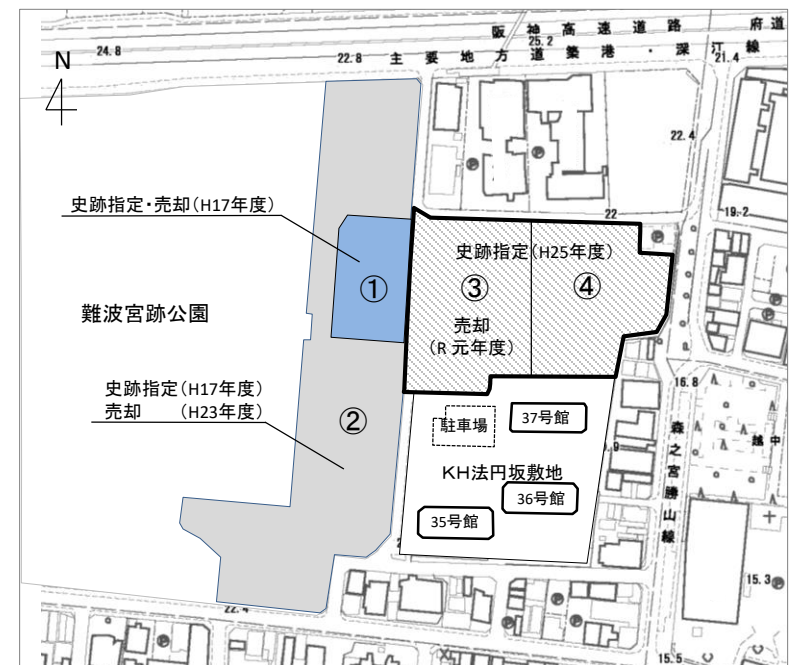 阪神高速道路
府道
24.8
25.2
22.8
主要地方道築港・深江線
21.4
N
22.4
史跡指定・売却(H17年度)
22
19.2
史跡指定(H25年度)
①
③
④
難波宮跡公園
売却
(R 元年度)
史跡指定(H17年度)
売却　　(H23年度)
16.8
②
駐車場
37号館
森之宮勝山線
越中
KH法円坂敷地
36号館
35号館
15.3
22.4
15.5